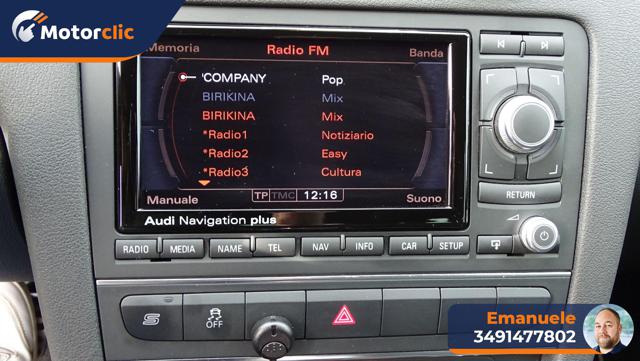 Motorclic
Memoria Radio FM Banda
'COMPANY Pop
BIRIKINA Mix
BIRIKINA Mix
*Radio1 Notiziario
*Radio2 Easy
*Radio3 Cultura
Manuale TP TMC 12:16 Suono
Audi Navigation plus
RETURN
RADIO MEDIA NAME TEL NAV INFO CAR SETUP
OFF
Emanuele
3491477802